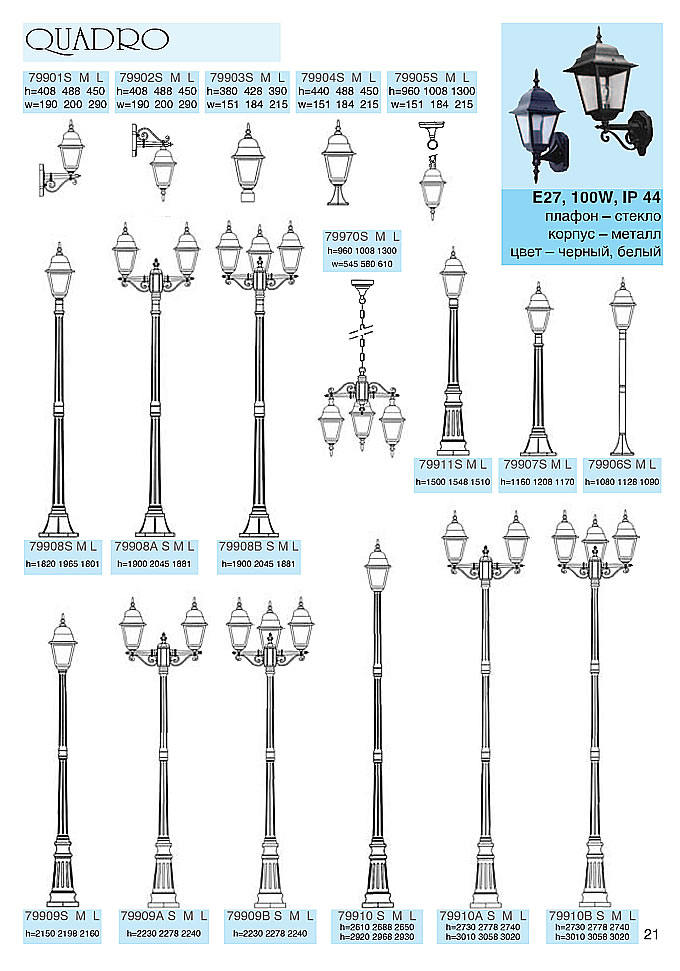 QUADRO
79901S M L
h=408 488 450
w=190 200 290
79902S M L
h=408 488 450
w=190 200 290
79903S M L
h=380 428 390
w=151 184 215
79904S M L
h=440 488 450
w=151 184 215
79905S M L
h=960 1008 1300
w=151 184 215
E27, 100W, IP 44
плафон – стекло
корпус – металл
цвет – черный, белый
79970S M L
h=960 1008 1300
w=545 580 610
79911S M L
h=1500 1548 1510
79907S M L
h=1160 1208 1170
79906S M L
h=1080 1128 1090
79908S M L
h=1820 1965 1801
79908A S M L
h=1900 2045 1881
79908B S M L
h=1900 2045 1881
79909S M L
h=2150 2198 2160
79909A S M L
h=2230 2278 2240
79909B S M L
h=2230 2278 2240
79910 S M L
h=2610 2688 2650
h=2920 2968 2930
79910A S M L
h=2730 2778 2740
h=3010 3058 3020
79910B S M L
h=2730 2778 2740
h=3010 3058 3020
21